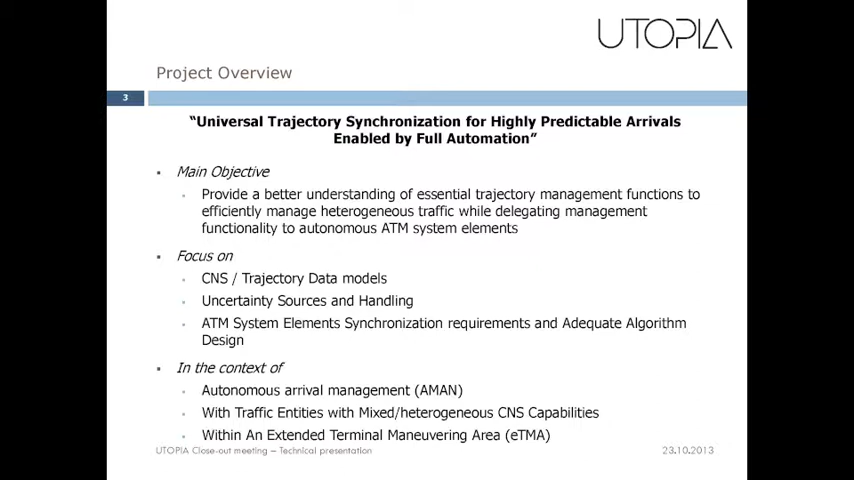 UTOPIA
Project Overview
3
“Universal Trajectory Synchronization for Highly Predictable Arrivals
Enabled by Full Automation”
Main Objective
Provide a better understanding of essential trajectory management functions to
efficiently manage heterogeneous traffic while delegating management
functionality to autonomous ATM system elements
Focus on
CNS / Trajectory Data models
Uncertainty Sources and Handling
ATM System Elements Synchronization requirements and Adequate Algorithm
Design
In the context of
Autonomous arrival management (AMAN)
With Traffic Entities with Mixed/heterogeneous CNS Capabilities
Within An Extended Terminal Maneuvering Area (eTMA)
UTOPIA Close-out meeting – Technical presentation
23.10.2013